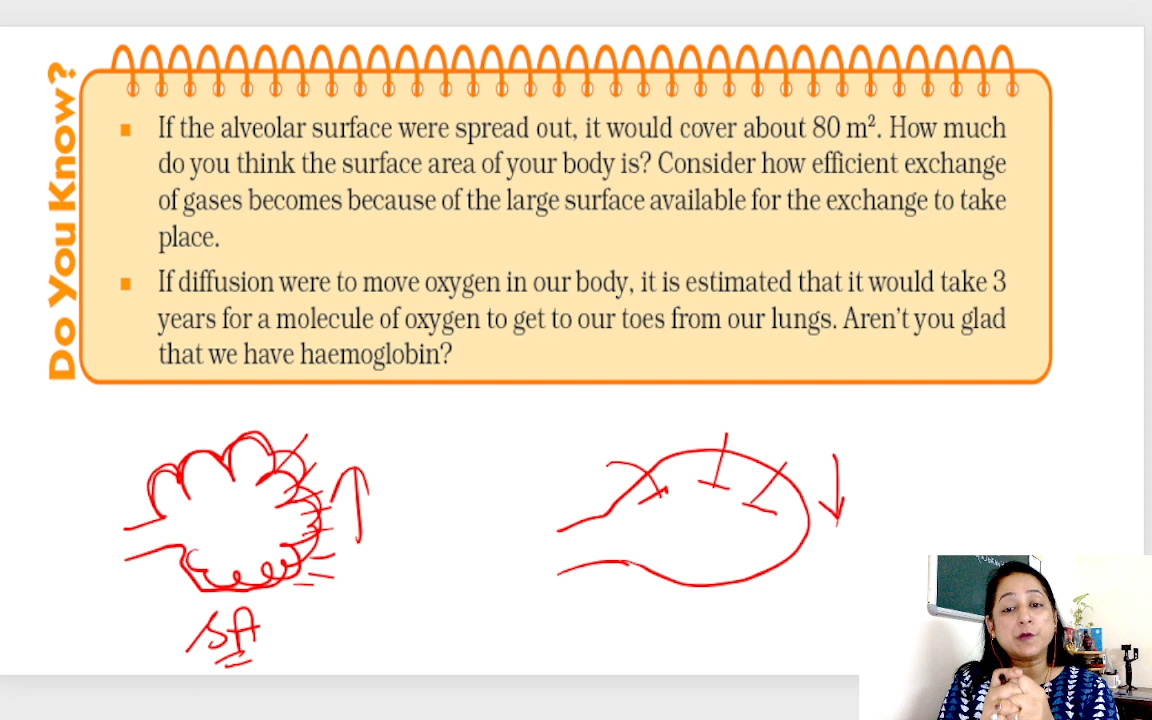 Do You Know?
If the alveolar surface were spread out, it would cover about 80 m². How much
do you think the surface area of your body is? Consider how efficient exchange
of gases becomes because of the large surface available for the exchange to take
place.
If diffusion were to move oxygen in our body, it is estimated that it would take 3
years for a molecule of oxygen to get to our toes from our lungs. Aren't you glad
that we have haemoglobin?
SA